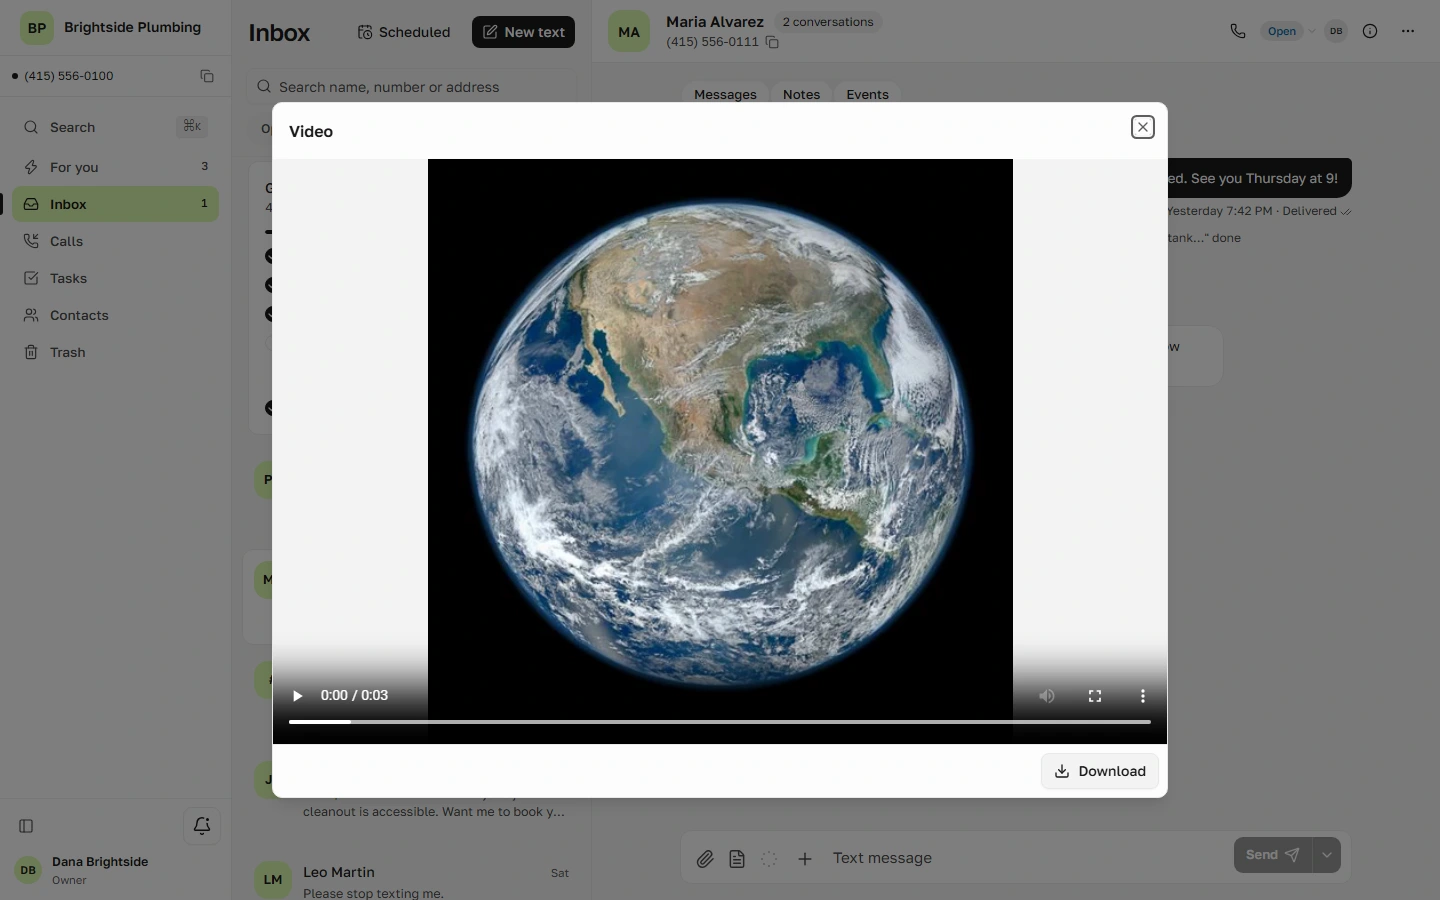 BP Brightside Plumbing
(415) 556-0100
Search ⌘K
For you 3
Inbox 1
Calls
Tasks
Contacts
Trash
DB
Dana Brightside
Owner
Inbox
Scheduled
New text
Search name, number or address
cleanout is accessible. Want me to book y...
LM
Leo Martin Sat
Please stop texting me.
MA
Maria Alvarez 2 conversations
(415) 556-0111
Open DB
Messages Notes Events
ed. See you Thursday at 9!
Yesterday 7:42 PM · Delivered
tank..." done
Video
0:00 / 0:03
Download
Text message
Send